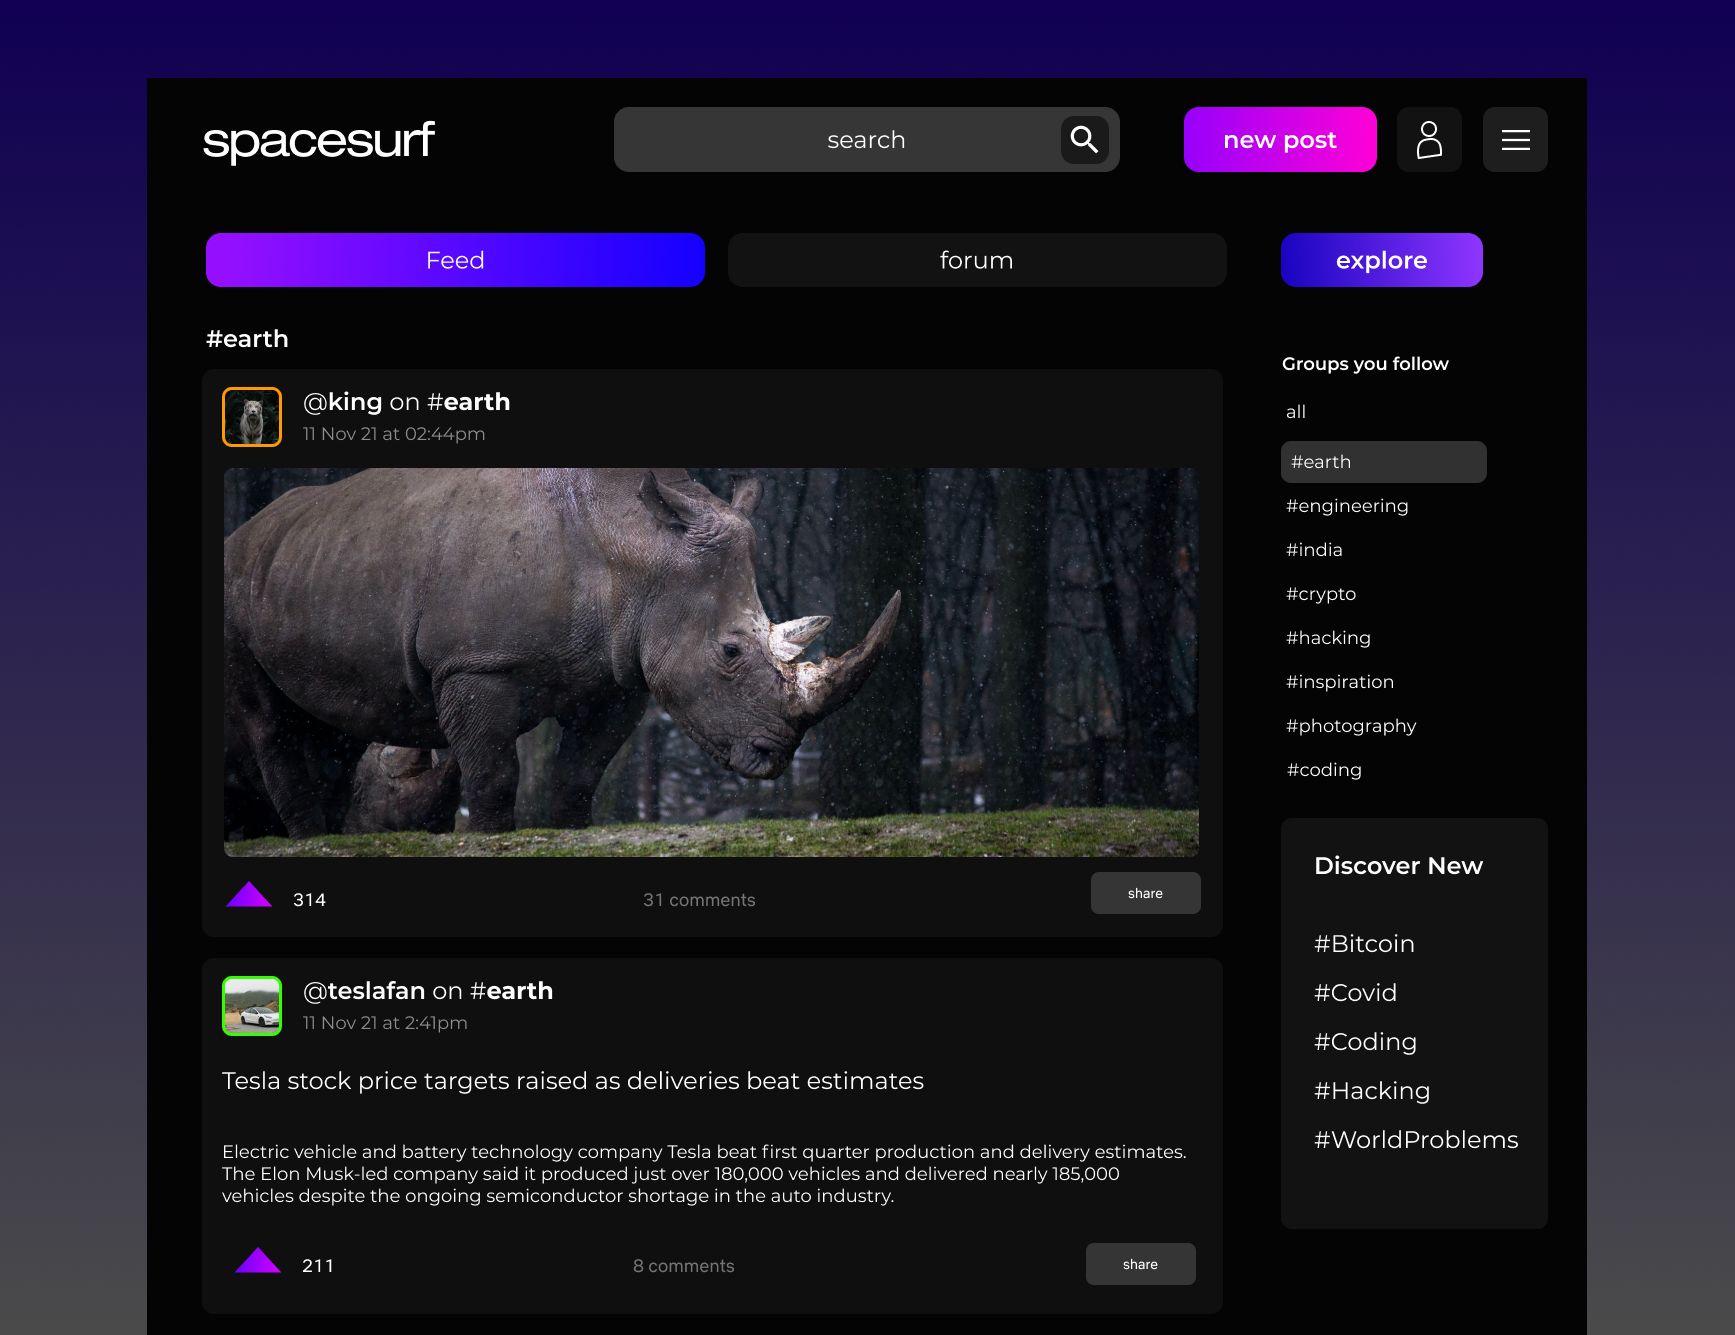 spacesurf
search
new post
Feed
forum
explore
#earth
@king on #earth
11 Nov 21 at 02:44pm
314
31 comments
share
@teslafan on #earth
11 Nov 21 at 2:41pm
Tesla stock price targets raised as deliveries beat estimates
Electric vehicle and battery technology company Tesla beat first quarter production and delivery estimates.
The Elon Musk-led company said it produced just over 180,000 vehicles and delivered nearly 185,000
vehicles despite the ongoing semiconductor shortage in the auto industry.
211
8 comments
share
Groups you follow
all
#earth
#engineering
#india
#crypto
#hacking
#inspiration
#photography
#coding
Discover New
#Bitcoin
#Covid
#Coding
#Hacking
#WorldProblems